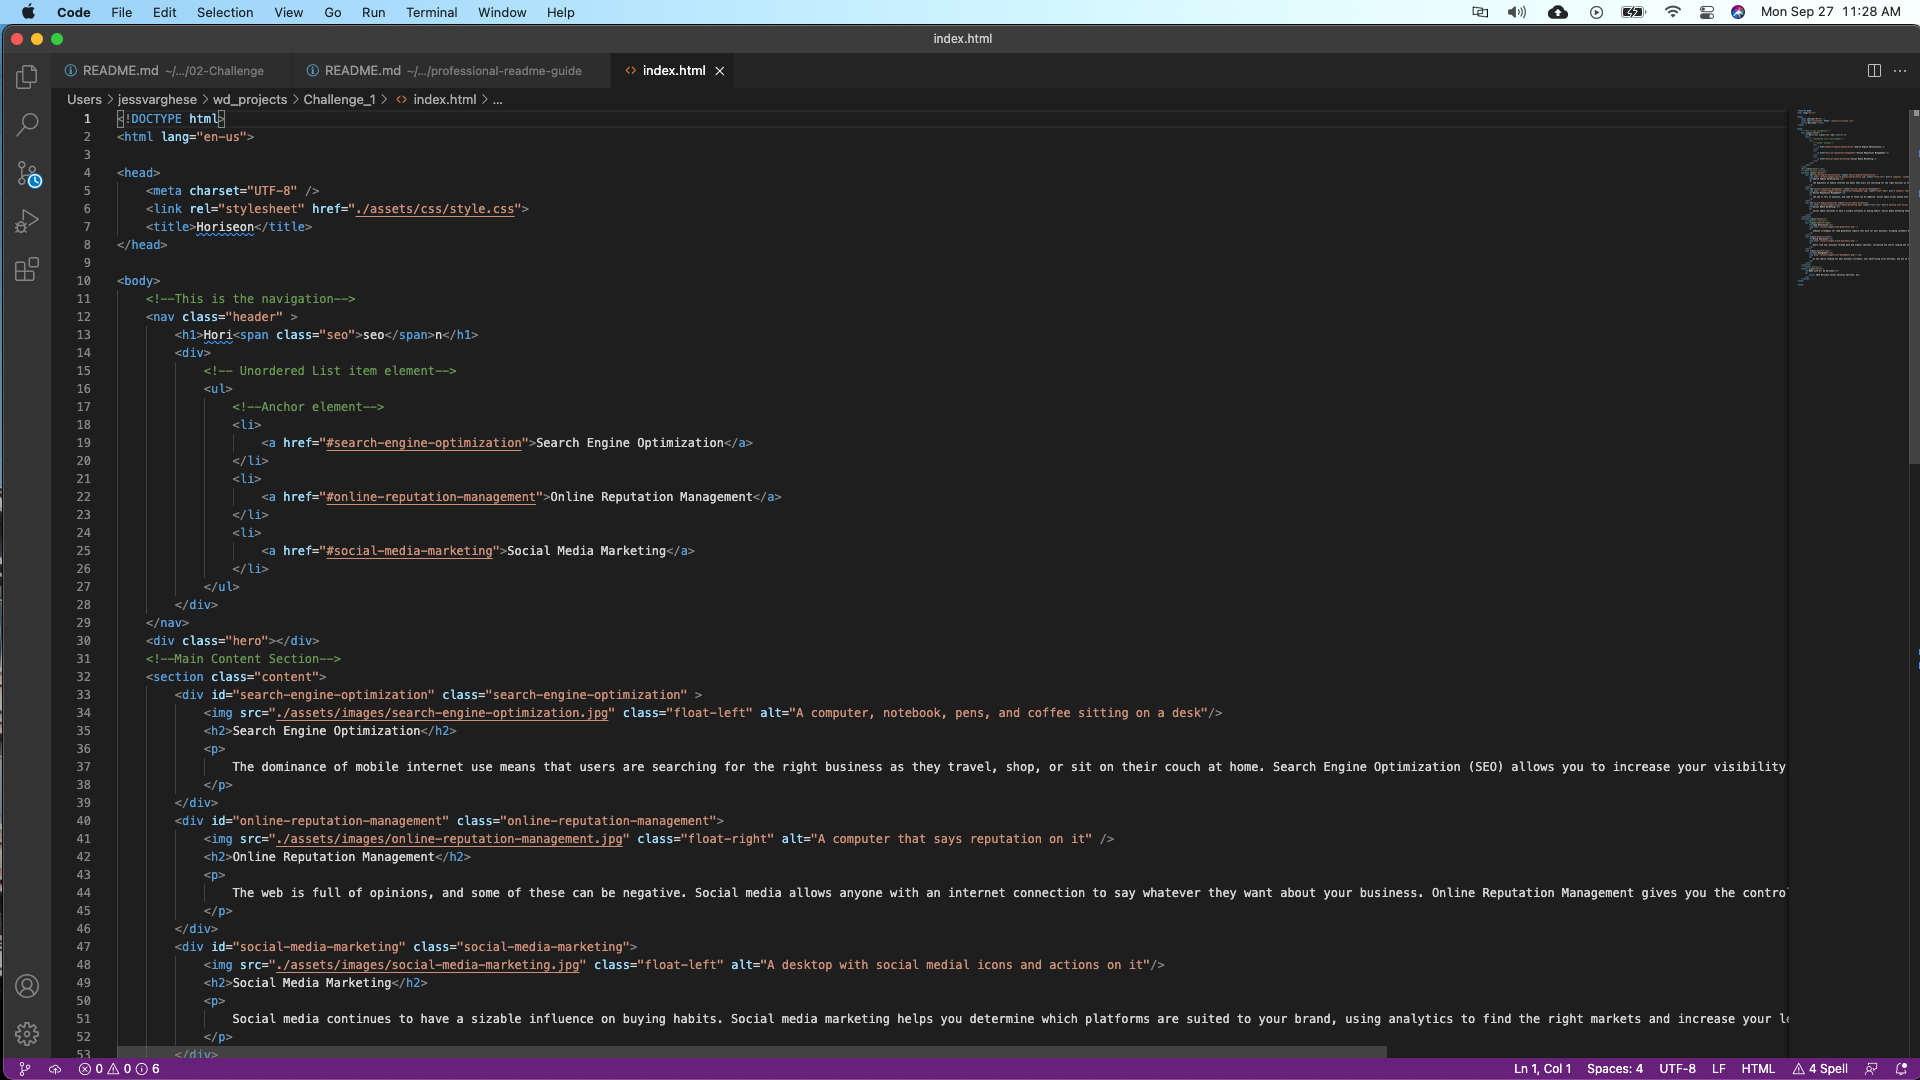 Code File Edit Selection View Go Run Terminal Window Help Mon Sep 27 11:28 AM
index.html
README.md ~/.../02-Challenge README.md ~/.../professional-readme-guide index.html
Users > jessvarghese > wd_projects > Challenge_1 > <> index.html > ...
1 <!DOCTYPE html>
2 <html lang="en-us">
3
4 <head>
5 <meta charset="UTF-8" />
6 <link rel="stylesheet" href="./assets/css/style.css">
7 <title>Horiseon</title>
8 </head>
9
10 <body>
11 <!--This is the navigation-->
12 <nav class="header" >
13 <h1>Hori<span class="seo">seo</span>n</h1>
14 <div>
15 <!-- Unordered List item element-->
16 <ul>
17 <!--Anchor element-->
18 <li>
19 <a href="#search-engine-optimization">Search Engine Optimization</a>
20 </li>
21 <li>
22 <a href="#online-reputation-management">Online Reputation Management</a>
23 </li>
24 <li>
25 <a href="#social-media-marketing">Social Media Marketing</a>
26 </li>
27 </ul>
28 </div>
29 </nav>
30 <div class="hero"></div>
31 <!--Main Content Section-->
32 <section class="content">
33 <div id="search-engine-optimization" class="search-engine-optimization" >
34 <img src="./assets/images/search-engine-optimization.jpg" class="float-left" alt="A computer, notebook, pens, and coffee sitting on a desk"/>
35 <h2>Search Engine Optimization</h2>
36 <p>
37 The dominance of mobile internet use means that users are searching for the right business as they travel, shop, or sit on their couch at home. Search Engine Optimization (SEO) allows you to increase your visibility
38 </p>
39 </div>
40 <div id="online-reputation-management" class="online-reputation-management">
41 <img src="./assets/images/online-reputation-management.jpg" class="float-right" alt="A computer that says reputation on it" />
42 <h2>Online Reputation Management</h2>
43 <p>
44 The web is full of opinions, and some of these can be negative. Social media allows anyone with an internet connection to say whatever they want about your business. Online Reputation Management gives you the contro
45 </p>
46 </div>
47 <div id="social-media-marketing" class="social-media-marketing">
48 <img src="./assets/images/social-media-marketing.jpg" class="float-left" alt="A desktop with social medial icons and actions on it"/>
49 <h2>Social Media Marketing</h2>
50 <p>
51 Social media continues to have a sizable influence on buying habits. Social media marketing helps you determine which platforms are suited to your brand, using analytics to find the right markets and increase your
52 </p>
53 </div>
0 0 6 Ln 1, Col 1 Spaces: 4 UTF-8 LF HTML 4 Spell